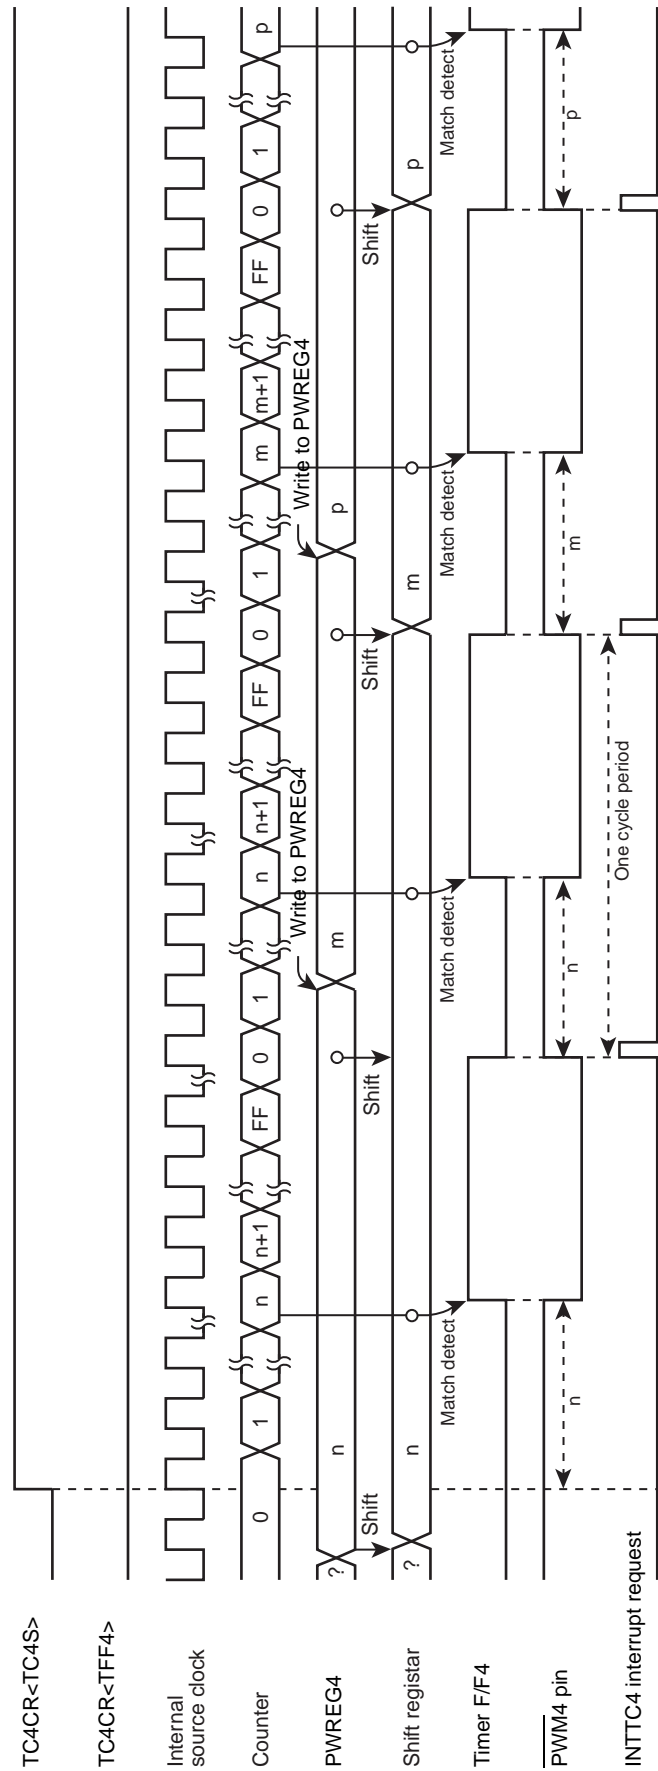 TC4CR<TC4S>
TC4CR<TFF4>
Internal
source clock
Counter 0 1 n n+1 FF 0 1 n n+1 FF 0 1 m m+1 FF 0 1 p
Write to PWREG4 Write to PWREG4
PWREG4 ? n m p
Shift Shift Shift Shift
Shift registar ? n m p
Match detect Match detect Match detect Match detect
Timer F/F4
PWM4 pin n n m p
One cycle period
INTTC4 interrupt request